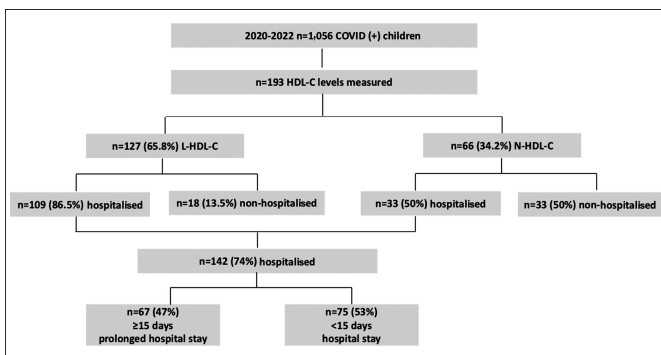 2020-2022 n=1,056 COVID (+) children
n=193 HDL-C levels measured
n=127 (65.8%) L-HDL-C
n=66 (34.2%) N-HDL-C
n=109 (86.5%) hospitalised
n=18 (13.5%) non-hospitalised
n=33 (50%) hospitalised
n=33 (50%) non-hospitalised
n=142 (74%) hospitalised
n=67 (47%)
≥15 days
prolonged hospital stay
n=75 (53%)
<15 days
hospital stay